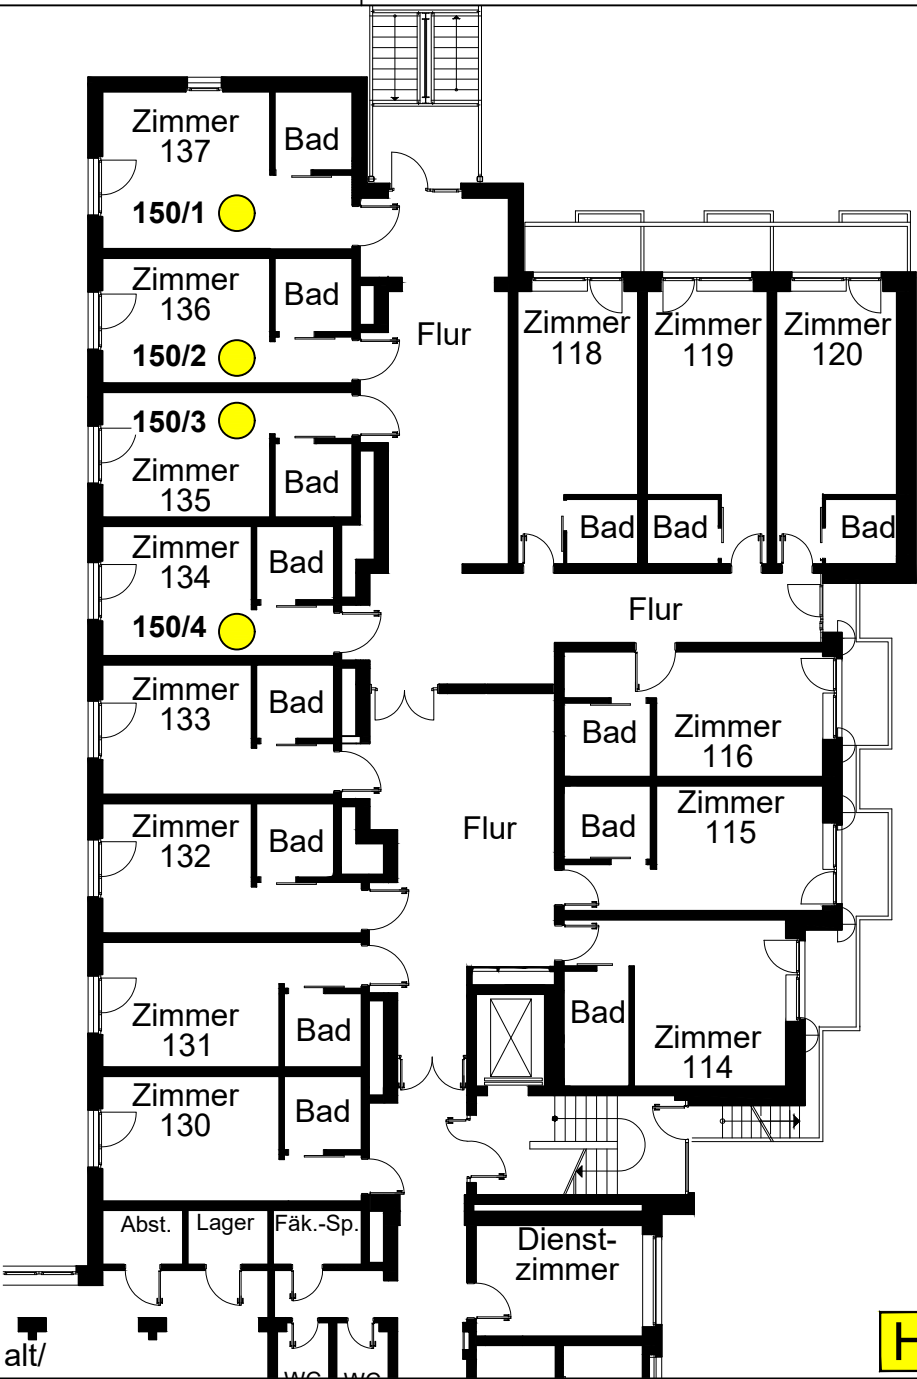 Zimmer
137
Bad
150/1
Zimmer
136
Bad
150/2
Flur
Zimmer
118
Zimmer
119
Zimmer
120
150/3
Zimmer
135
Bad
Bad
Bad
Bad
Zimmer
134
Bad
150/4
Flur
Zimmer
133
Bad
Bad
Zimmer
116
Zimmer
132
Bad
Flur
Bad
Zimmer
115
Zimmer
131
Bad
Bad
Zimmer
114
Zimmer
130
Bad
Abst.
Lager
Fäk.-Sp.
Dienst-
zimmer
alt/
H
WC
WC